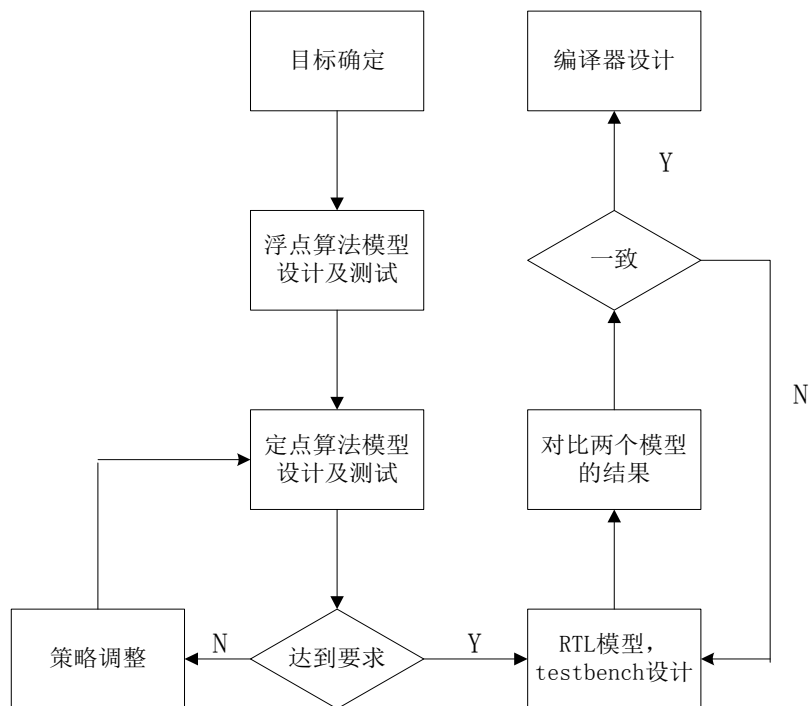 目标确定
浮点算法模型
设计及测试
定点算法模型
设计及测试
达到要求
N
策略调整
Y
RTL模型，
testbench设计
对比两个模型
的结果
一致
Y
N
编译器设计